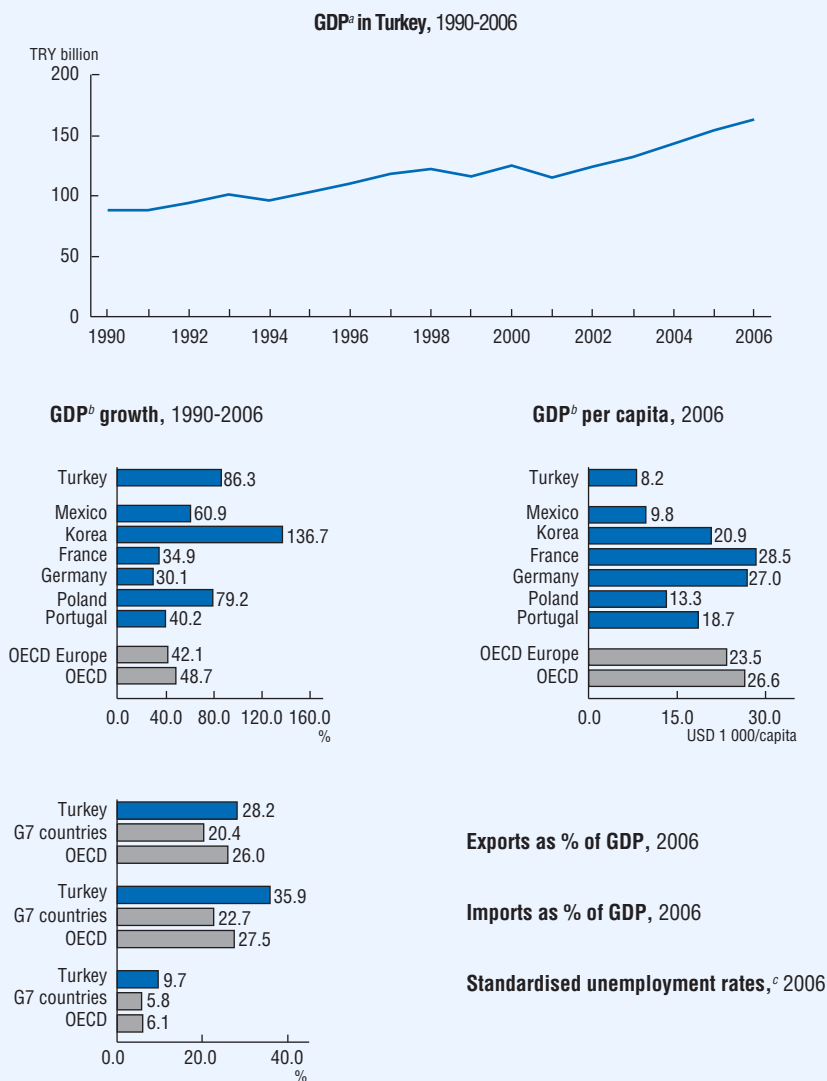 GDPᵃ in Turkey, 1990-2006
TRY billion
200
150
100
50
0
1990 1992 1994 1996 1998 2000 2002 2004 2006
GDPᵇ growth, 1990-2006
Turkey 86.3
Mexico 60.9
Korea 136.7
France 34.9
Germany 30.1
Poland 79.2
Portugal 40.2
OECD Europe 42.1
OECD 48.7
0.0 40.0 80.0 120.0 160.0
%
GDPᵇ per capita, 2006
Turkey 8.2
Mexico 9.8
Korea 20.9
France 28.5
Germany 27.0
Poland 13.3
Portugal 18.7
OECD Europe 23.5
OECD 26.6
0.0 15.0 30.0
USD 1 000/capita
Turkey 28.2
G7 countries 20.4
OECD 26.0
Exports as % of GDP, 2006
Turkey 35.9
G7 countries 22.7
OECD 27.5
Imports as % of GDP, 2006
Turkey 9.7
G7 countries 5.8
OECD 6.1
Standardised unemployment rates,ᶜ 2006
0.0 20.0 40.0
%